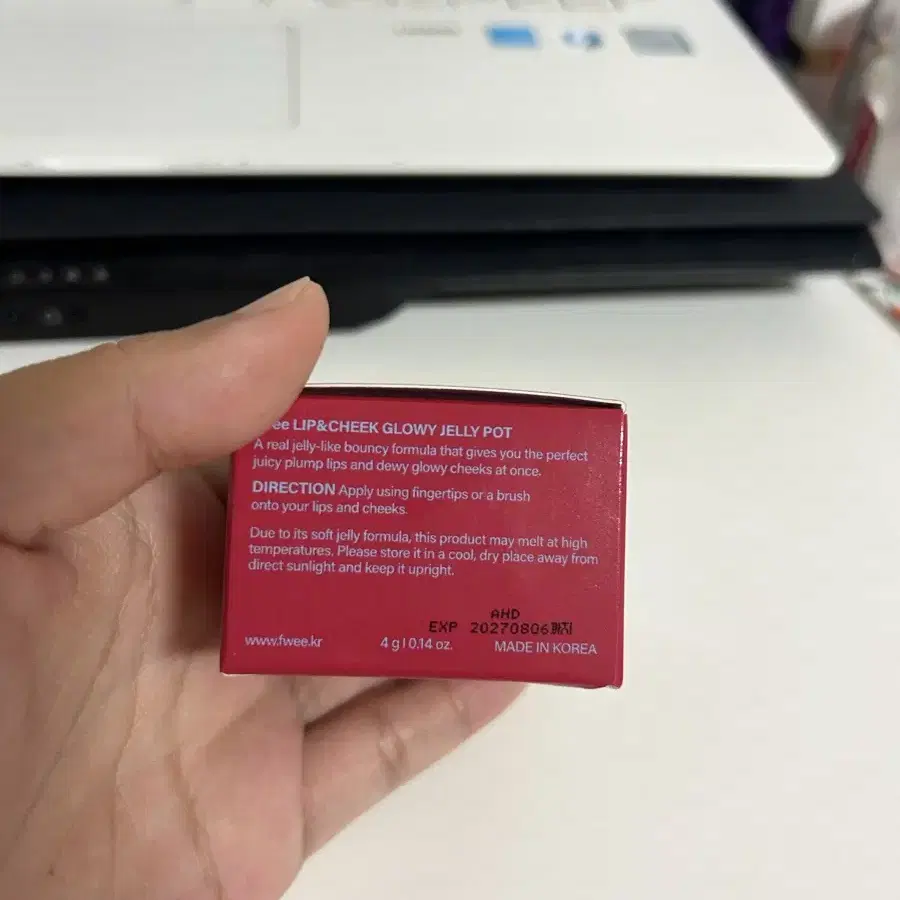 ee LIP&CHEEK GLOWY JELLY POT
A real jelly-like bouncy formula that gives you the perfect
juicy plump lips and dewy glowy cheeks at once.
DIRECTION Apply using fingertips or a brush
onto your lips and cheeks.
Due to its soft jelly formula, this product may melt at high
temperatures. Please store it in a cool, dry place away from
direct sunlight and keep it upright.
AHD
EXP 20270806까지
www.fwee.kr 4 g | 0.14 oz. MADE IN KOREA